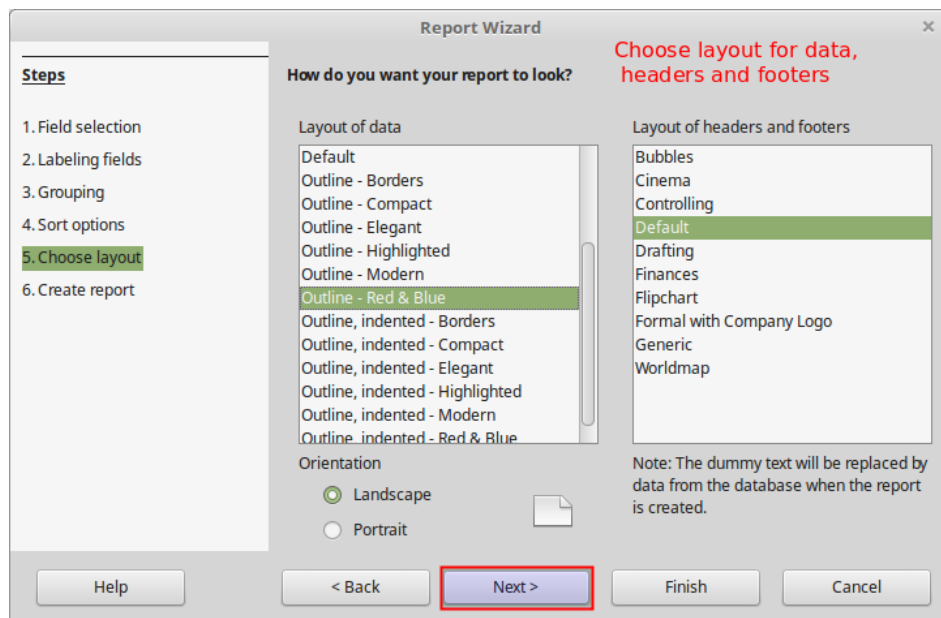 Report Wizard
Choose layout for data,
headers and footers
Steps
1. Field selection
2. Labeling fields
3. Grouping
4. Sort options
5. Choose layout
6. Create report
How do you want your report to look?
Layout of data
Default
Outline - Borders
Outline - Compact
Outline - Elegant
Outline - Highlighted
Outline - Modern
Outline - Red & Blue
Outline, indented - Borders
Outline, indented - Compact
Outline, indented - Elegant
Outline, indented - Highlighted
Outline, indented - Modern
Outline, indented - Red & Blue
Layout of headers and footers
Bubbles
Cinema
Controlling
Default
Drafting
Finances
Flipchart
Formal with Company Logo
Generic
Worldmap
Orientation
Landscape
Portrait
Note: The dummy text will be replaced by
data from the database when the report
is created.
Help
< Back
Next >
Finish
Cancel